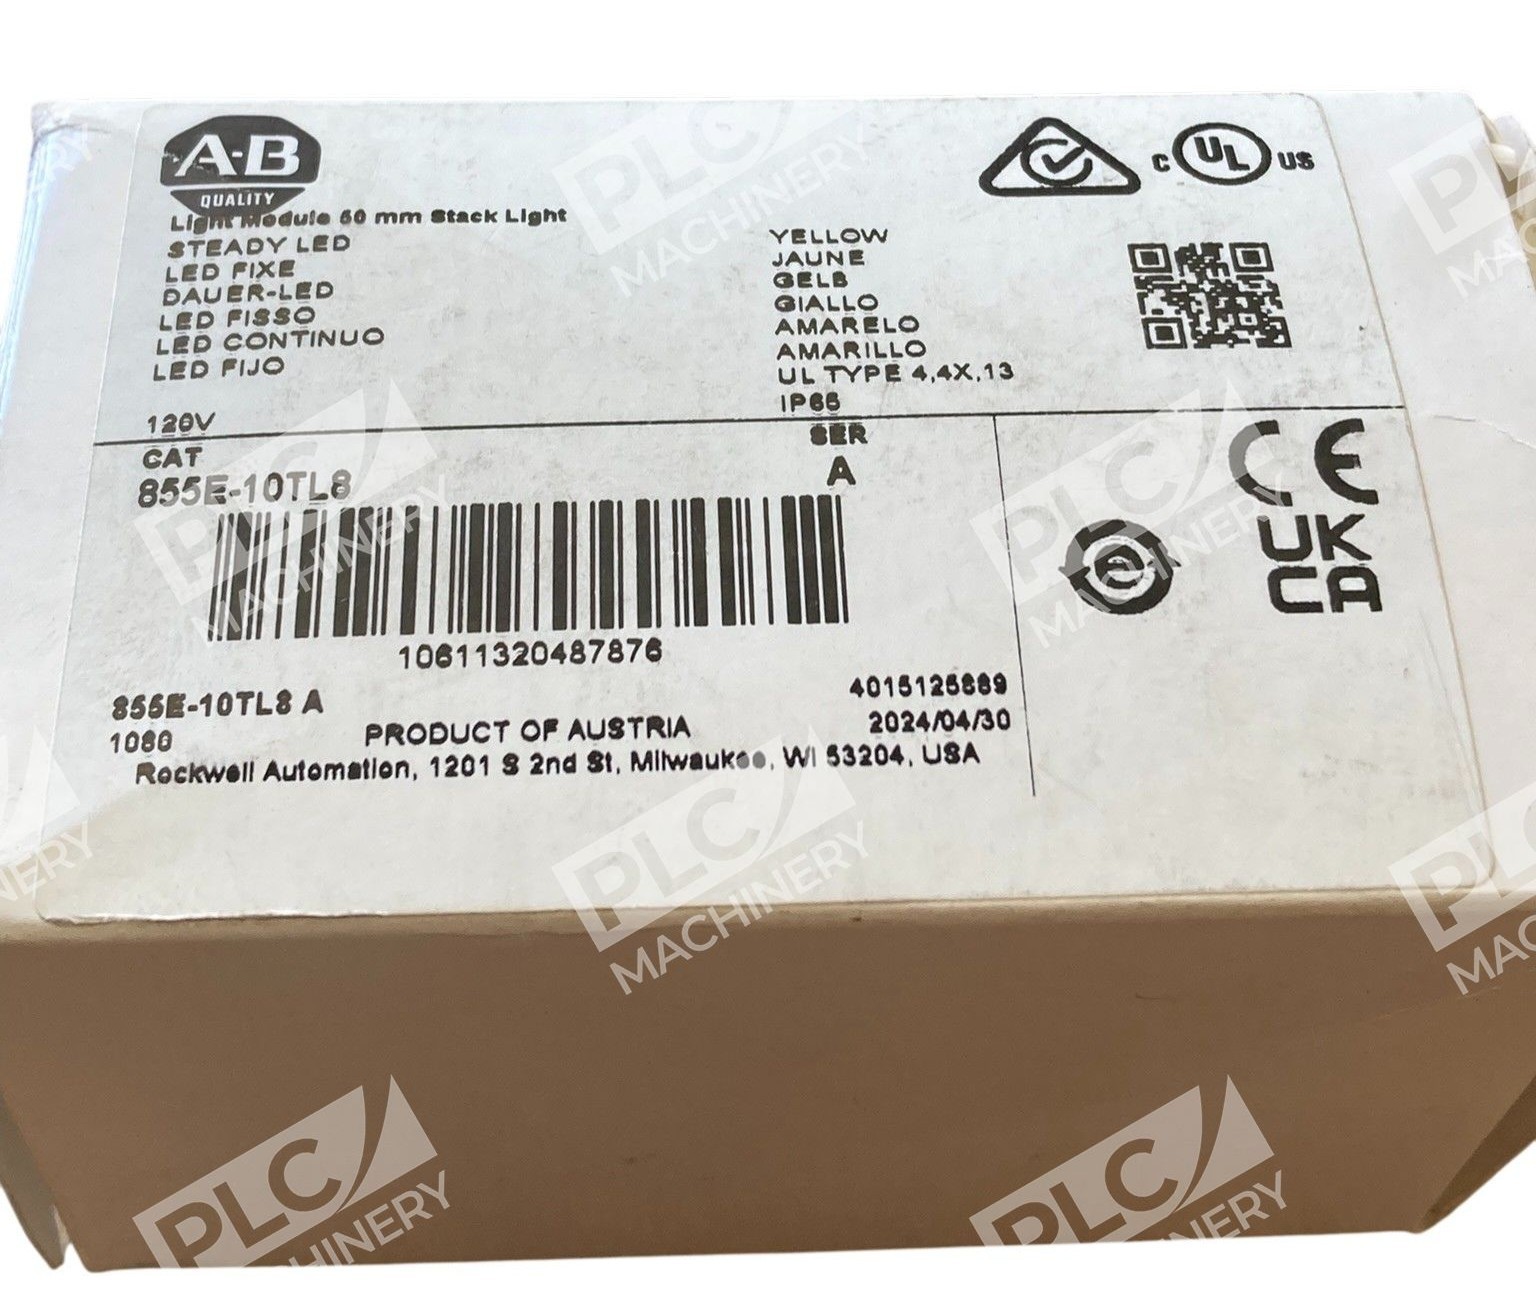 A-B
QUALITY
Light Module 50 mm Stack Light
STEADY LED
LED FIXE
DAUER-LED
LED FISSO
LED CONTINUO
LED FIJO
120V
YELLOW
JAUNE
GELB
GIALLO
AMARELO
AMARILLO
UL TYPE 4,4X,13
IP65
C UL US
CAT
855E-10TL8
SER
A
10611320487876
855E-10TL8 A
4015125889
1080
PRODUCT OF AUSTRIA
2024/04/30
Rockwell Automation, 1201 S 2nd St, Milwaukee, WI 53204, USA
CE
UK
CA
PLC
MACHINERY